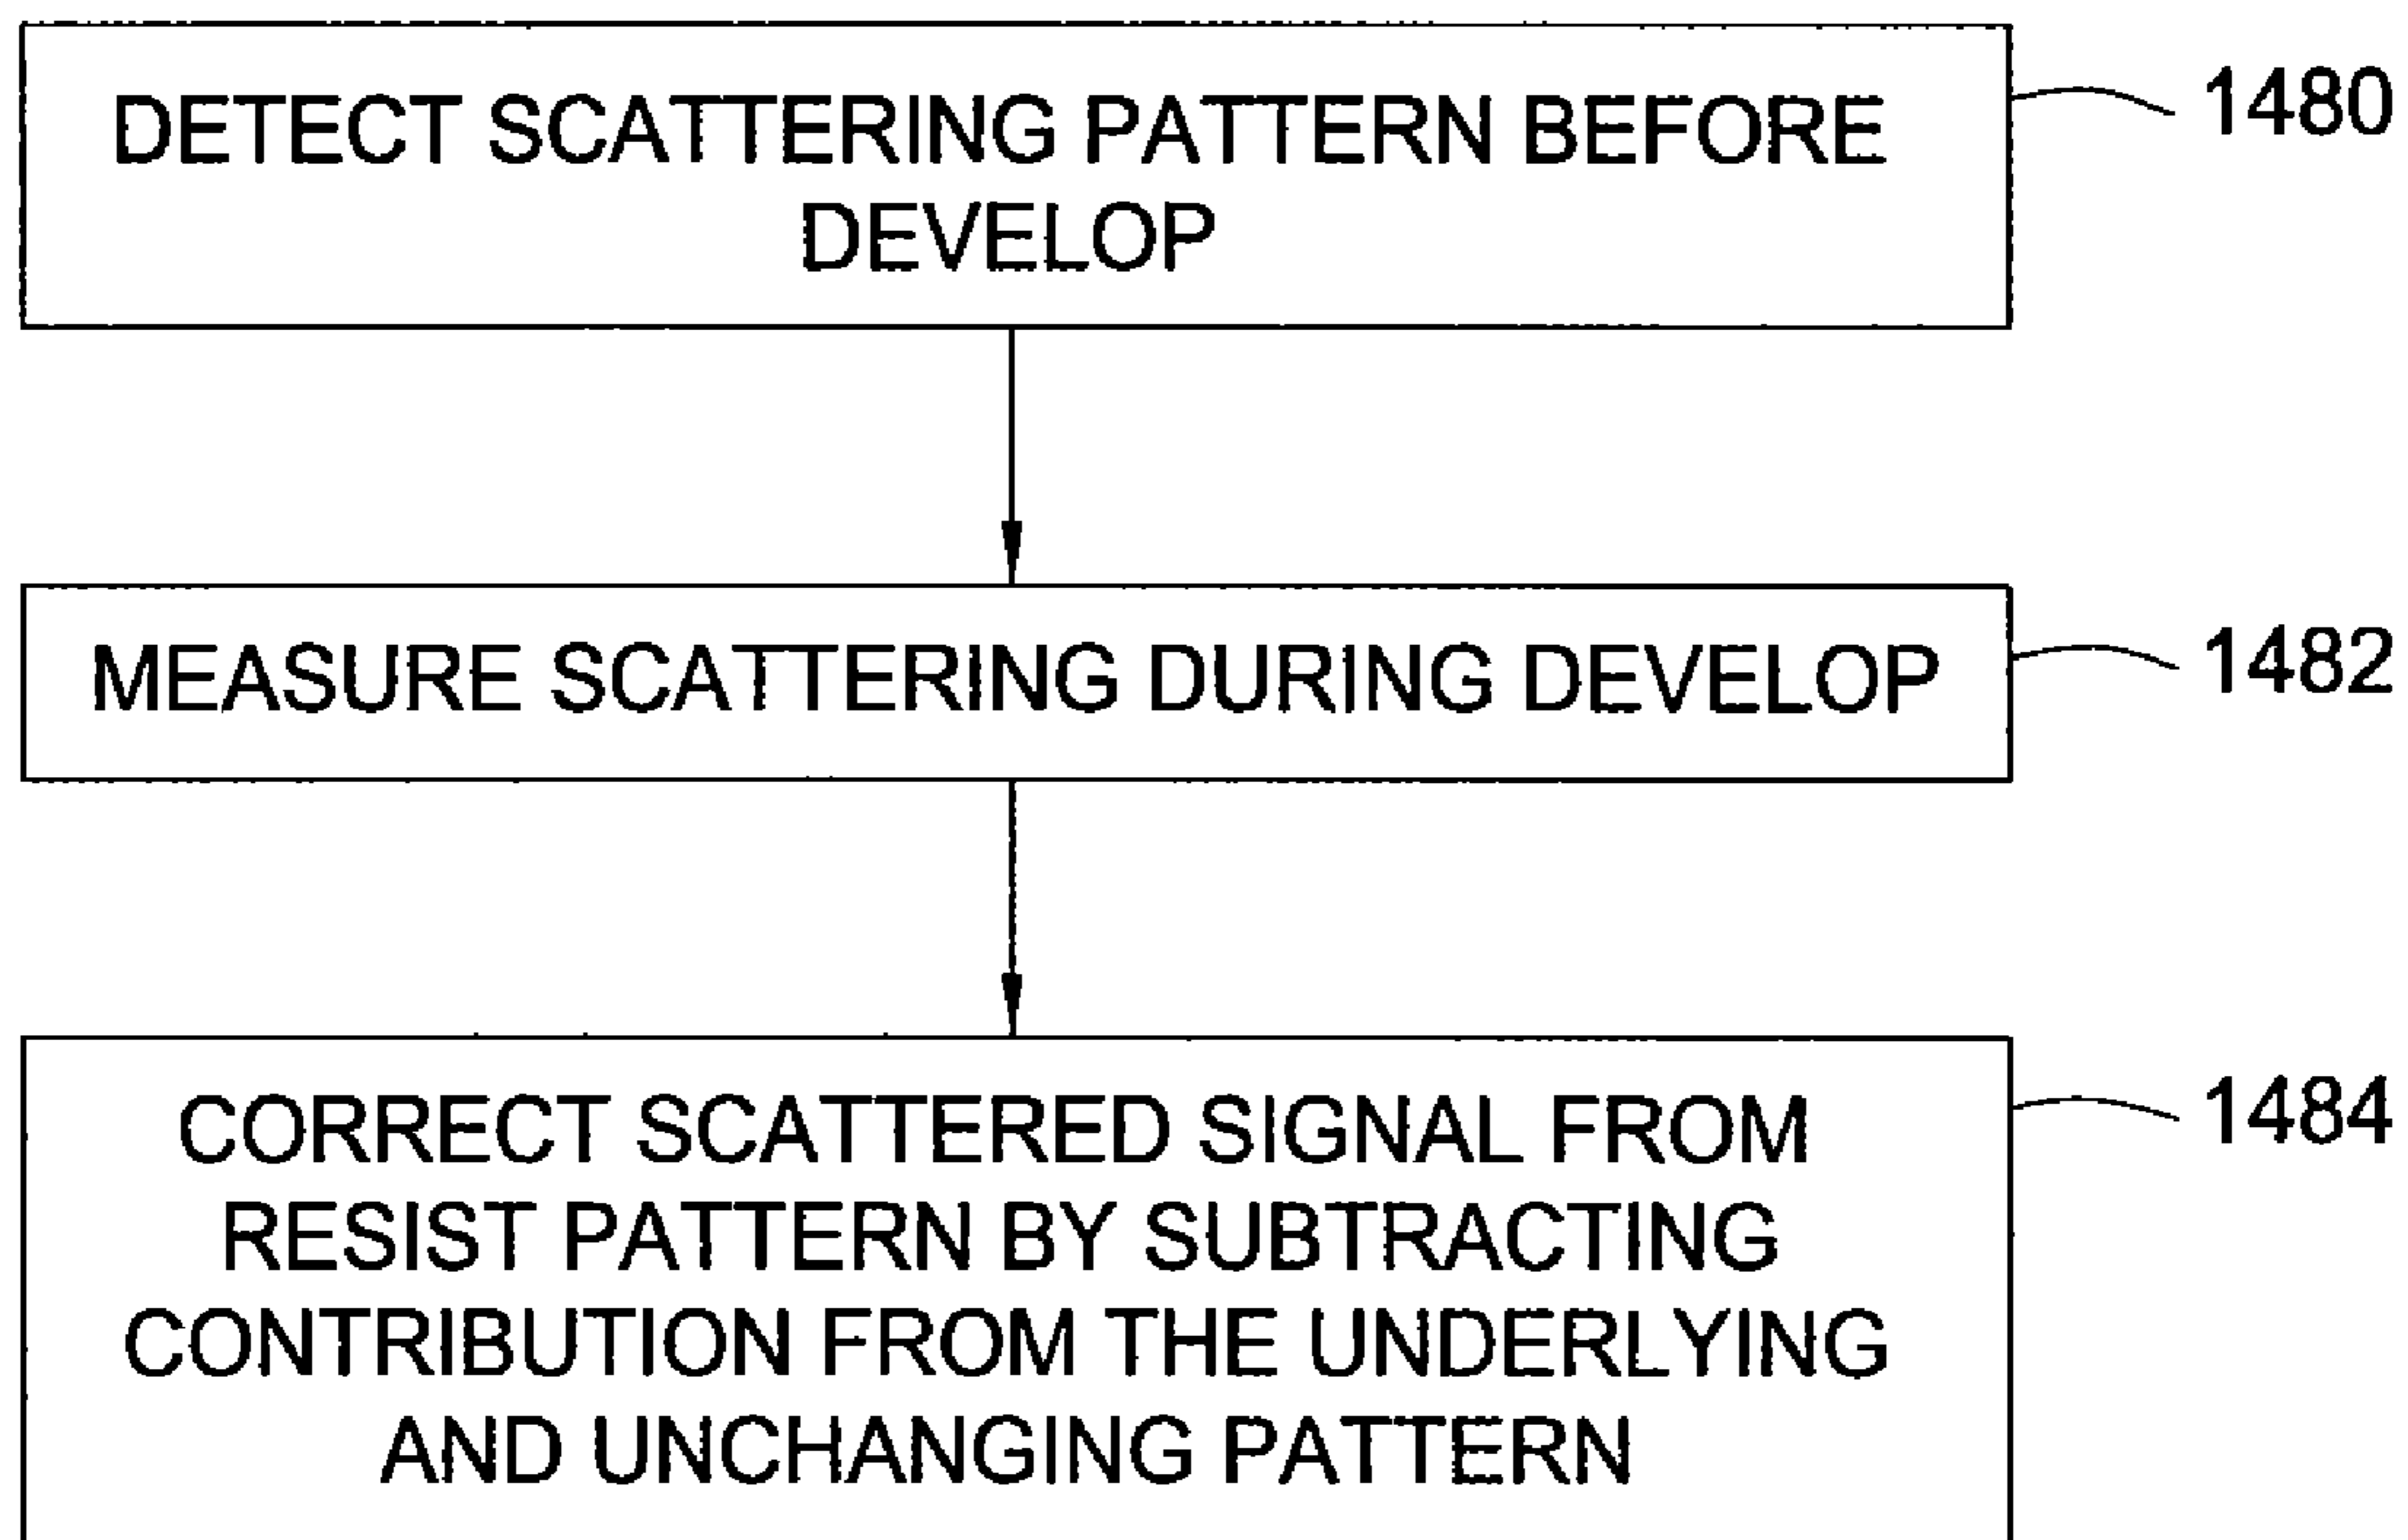 DETECT SCATTERING PATTERN BEFORE
DEVELOP
1480
MEASURE SCATTERING DURING DEVELOP
1482
CORRECT SCATTERED SIGNAL FROM
RESIST PATTERN BY SUBTRACTING
CONTRIBUTION FROM THE UNDERLYING
AND UNCHANGING PATTERN
1484